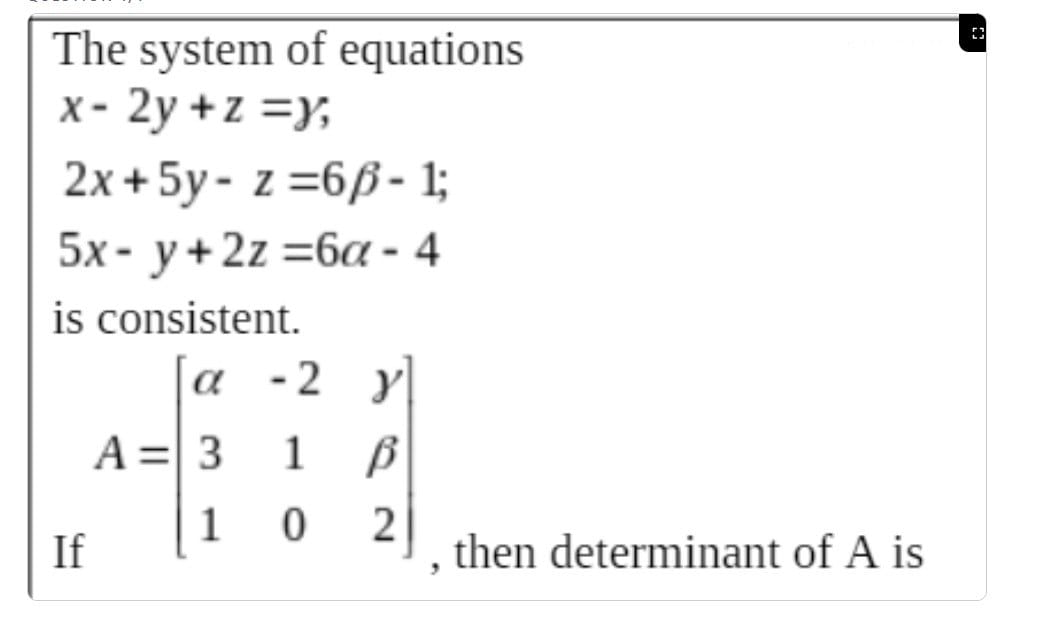 The system of equations
x - 2y + z = γ;
2x + 5y - z = 6β - 1;
5x - y + 2z = 6α - 4
is consistent.
α -2 γ
A = 3 1 β
1 0 2
If , then determinant of A is